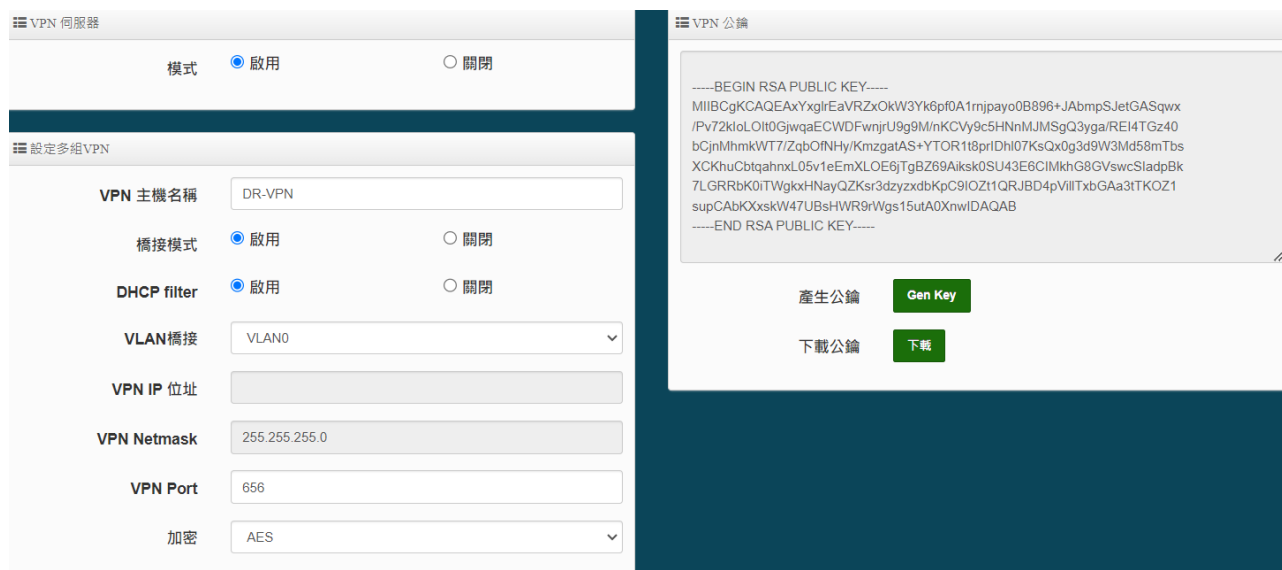 VPN 伺服器
模式
啟用
關閉
設定多組VPN
VPN 主機名稱
DR-VPN
橋接模式
啟用
關閉
DHCP filter
啟用
關閉
VLAN橋接
VLAN0
VPN IP 位址
VPN Netmask
255.255.255.0
VPN Port
656
加密
AES
VPN 公鑰
-----BEGIN RSA PUBLIC KEY-----
MIIBCgKCAQEAxYxglrEaVRZxOkW3Yk6pf0A1rnjpayo0B896+JAbmpSJetGASqwx
/Pv72kIoLOIt0GjwqaECWDFwnjrU9g9M/nKCVy9c5HNnMJMSgQ3yga/REI4TGz40
bCjnMhmkWT7/ZqbOfNHy/KmzgatAS+YTOR1t8prIDhl07KsQx0g3d9W3Md58mTbs
XCKhuCbtqahnxL05v1eEmXLOE6jTgBZ69Aiksk0SU43E6CIMkhG8GVswcSIadpBk
7LGRRbK0iTWgkxHNayQZKsr3dzyzxdbKpC9IOZt1QRJBD4pVillTxbGAa3tTKOZ1
supCAbKXxskW47UBsHWR9rWgs15utA0XnwIDAQAB
-----END RSA PUBLIC KEY-----
產生公鑰
Gen Key
下載公鑰
下載